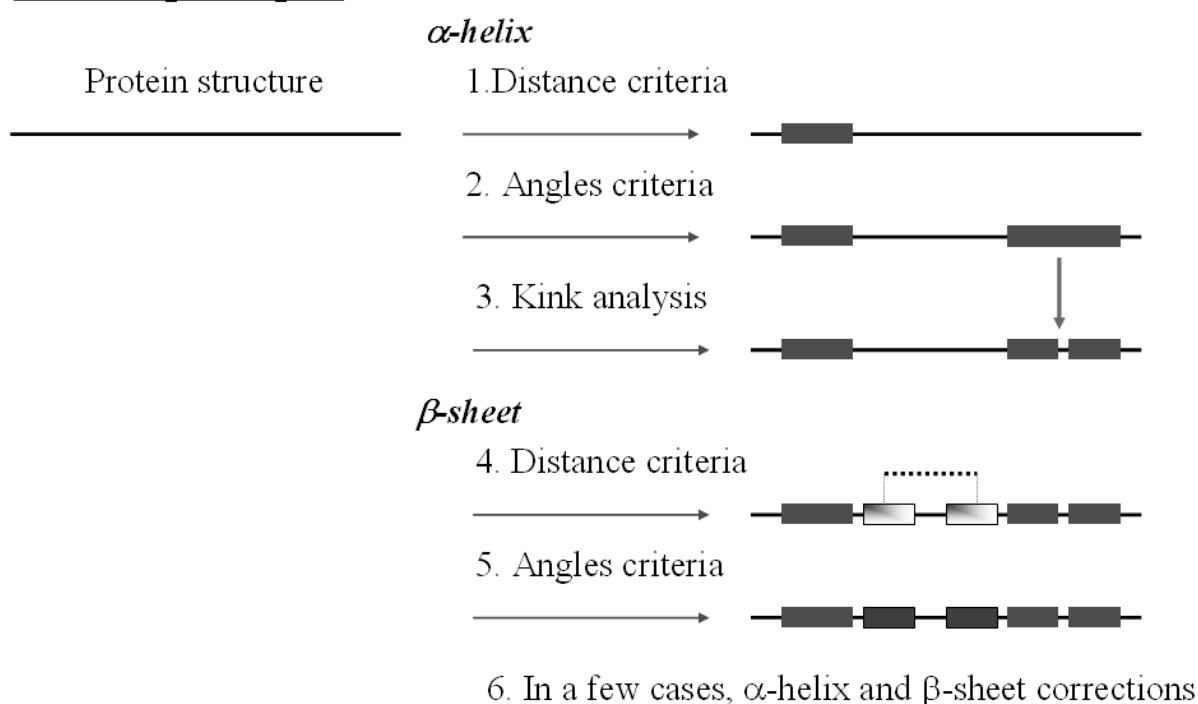 α-helix
Protein structure
1.Distance criteria
2. Angles criteria
3. Kink analysis
β-sheet
4. Distance criteria
5. Angles criteria
6. In a few cases, α-helix and β-sheet corrections